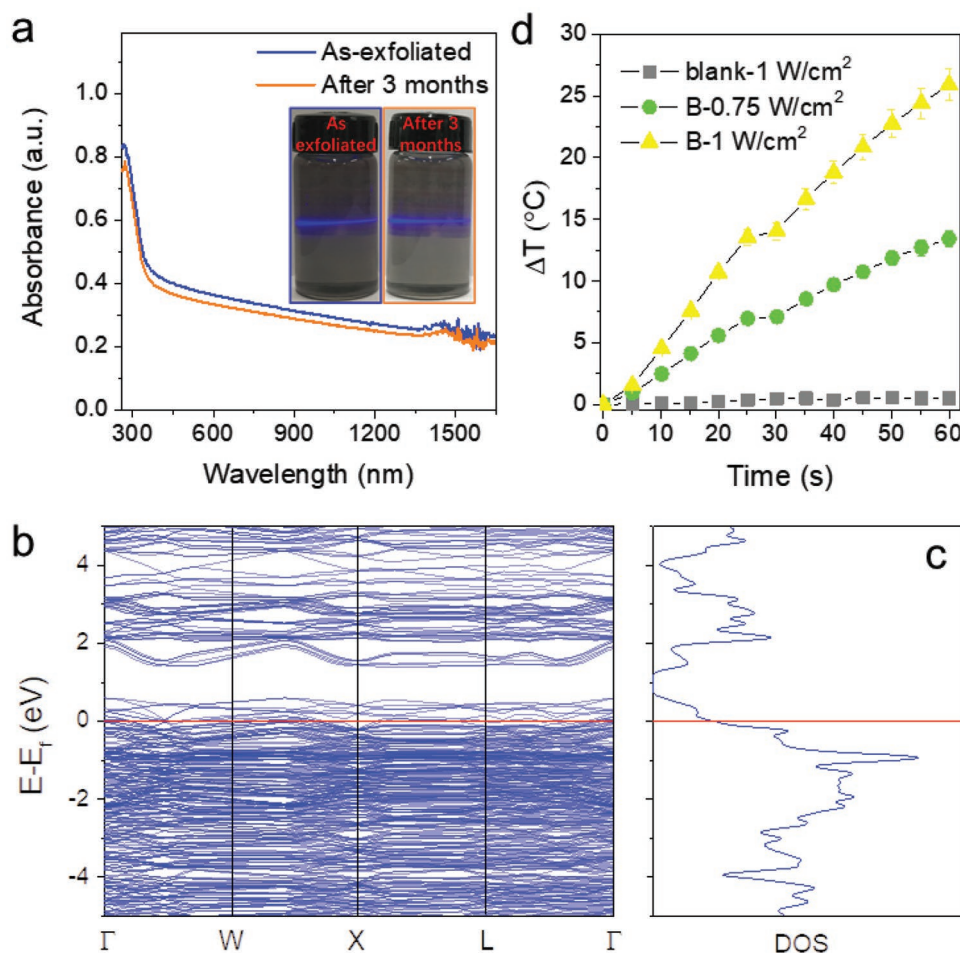 a
As-exfoliated
After 3 months
As
exfoliated
After 3
months
1.0
0.8
0.6
0.4
0.2
0.0
Absorbance (a.u.)
300 600 900 1200 1500
Wavelength (nm)
d
blank-1 W/cm²
B-0.75 W/cm²
B-1 W/cm²
30
25
20
15
10
5
0
ΔT (°C)
0 10 20 30 40 50 60
Time (s)
b
4
2
0
-2
-4
E-E_f (eV)
Γ W X L Γ
c
DOS